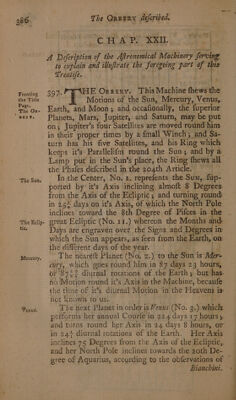 386 The ORRERY described.
CHAP. XXII.
A Description of the Astronomical Machinery serving
to explain and illustrate the foregoing part of this
Treatise.
Fronting
the Title
Page.
The OR-
RERY.
397. THE ORRERY. This Machine shews the
Motions of the Sun, Mercury, Venus,
Earth, and Moon; and occasionally, the superior
Planets, Mars, Jupiter, and Saturn, may be put
on; Jupiter's four Satellites are moved round him
in their proper times by a small Winch; and Sa-
turn has his five Satellites, and his Ring which
keeps it's Parallelism round the Sun; and by a
Lamp put in the Sun's place, the Ring shews all
the Phases described in the 204th Article.
The Sun.
In the Center, No. 1. represents the Sun, sup-
ported by it's Axis inclining almost 8 Degrees
from the Axis of the Ecliptic; and turning round
in 25¼ days on it's Axis, of which the North Pole
inclines toward the 8th Degree of Pisces in the
The Eclip-
tic.
great Ecliptic (No. 11.) whereon the Months and
Days are engraven over the Signs and Degrees in
which the Sun appears, as seen from the Earth, on
the different days of the year.
Mercury.
The nearest Planet (No. 2.) to the Sun is Mer-
cury, which goes round him in 87 days 23 hours,
or 87 diurnal rotations of the Earth; but has
no Motion round it's Axis in the Machine, because
the time of it's diurnal Motion in the Heavens is
not known to us.
Venus.
The next Planet in order is Venus (No. 3.) which
performs her annual Course in 224 days 17 hours;
and turns round her Axis in 24 days 8 hours, or
in 24⅓ diurnal rotations of the Earth. Her Axis
inclines 75 Degrees from the Axis of the Ecliptic,
and her North Pole inclines towards the 20th De-
gree of Aquarius, according to the observations of
Bianchini.